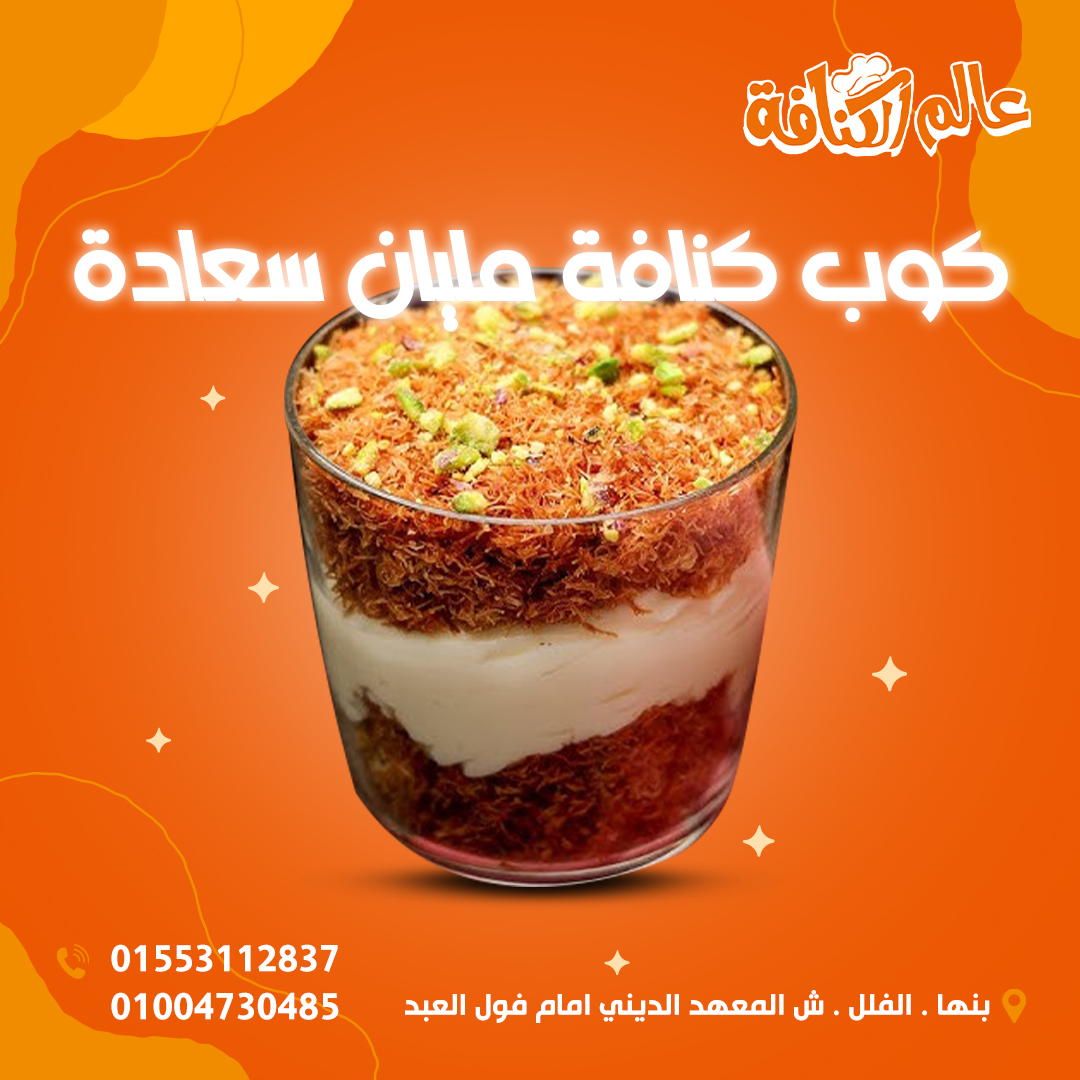 عالم الكنافة
كوب كنافة مليان سعادة
01553112837
01004730485
بنها . الفلل . ش المعهد الديني امام فول العبد